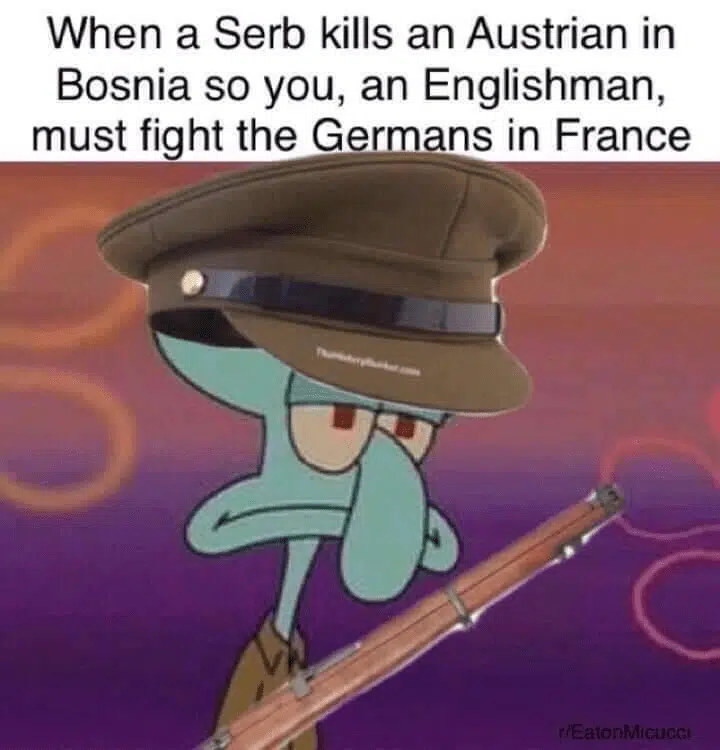 When a Serb kills an Austrian in
Bosnia so you, an Englishman,
must fight the Germans in France
r/EatonMicucci